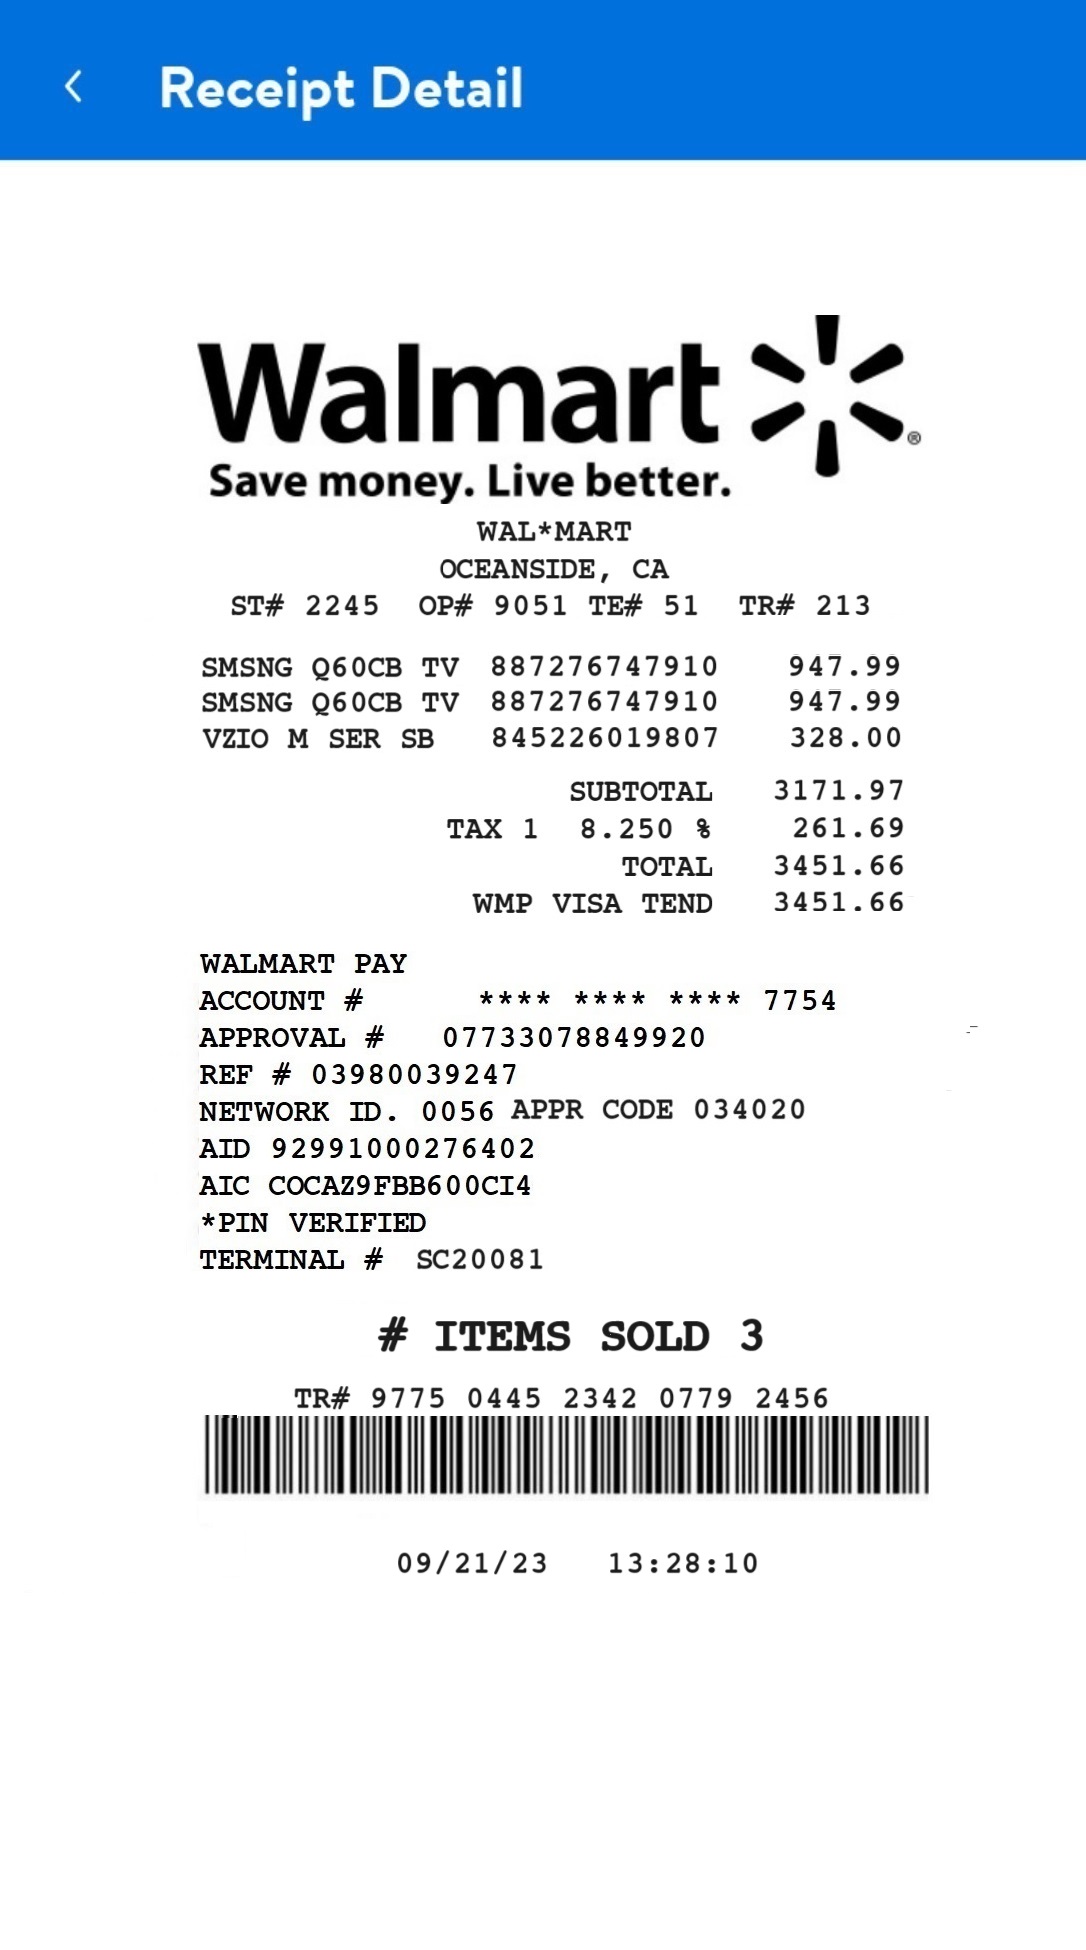 Receipt Detail
Walmart
Save money. Live better.
WAL*MART
OCEANSIDE, CA
ST# 2245 OP# 9051 TE# 51 TR# 213
SMSNG Q60CB TV 887276747910 947.99
SMSNG Q60CB TV 887276747910 947.99
VZIO M SER SB 845226019807 328.00
SUBTOTAL 3171.97
TAX 1 8.250 % 261.69
TOTAL 3451.66
WMP VISA TEND 3451.66
WALMART PAY
ACCOUNT # **** **** **** 7754
APPROVAL # 07733078849920
REF # 03980039247
NETWORK ID. 0056 APPR CODE 034020
AID 92991000276402
AIC COCAZ9FBB600CI4
*PIN VERIFIED
TERMINAL # SC20081
# ITEMS SOLD 3
TR# 9775 0445 2342 0779 2456
09/21/23 13:28:10